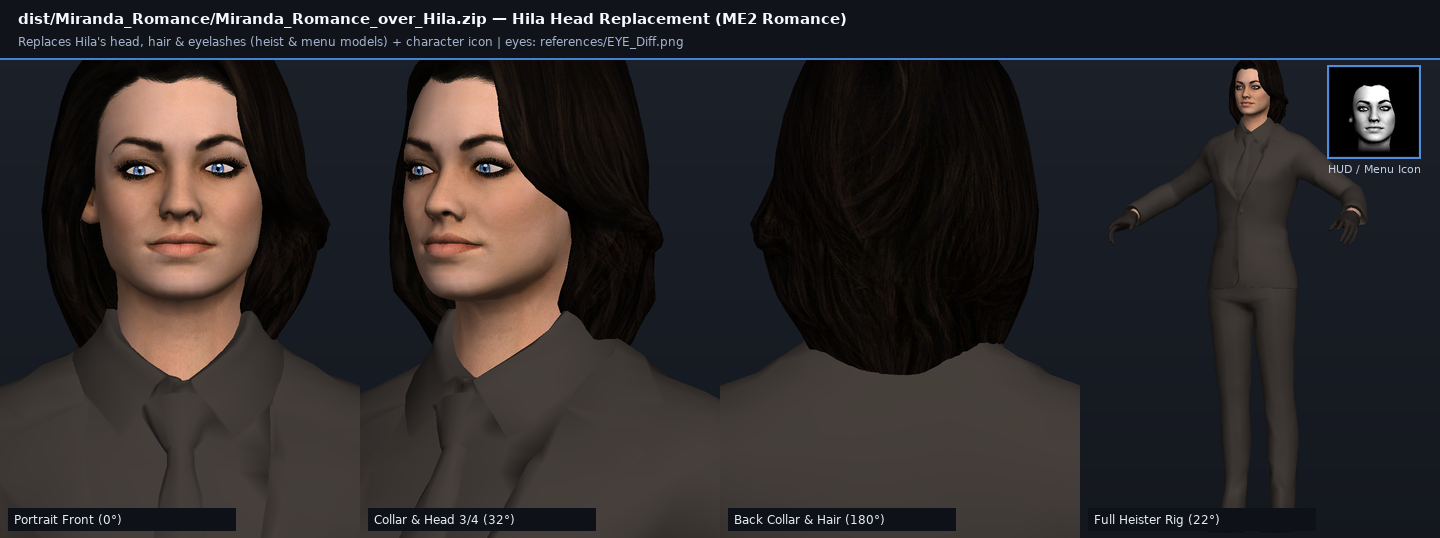 dist/Miranda_Romance/Miranda_Romance_over_Hila.zip — Hila Head Replacement (ME2 Romance)
Replaces Hila's head, hair & eyelashes (heist & menu models) + character icon | eyes: references/EYE_Diff.png
HUD / Menu Icon
Portrait Front (0°)
Collar & Head 3/4 (32°)
Back Collar & Hair (180°)
Full Heister Rig (22°)